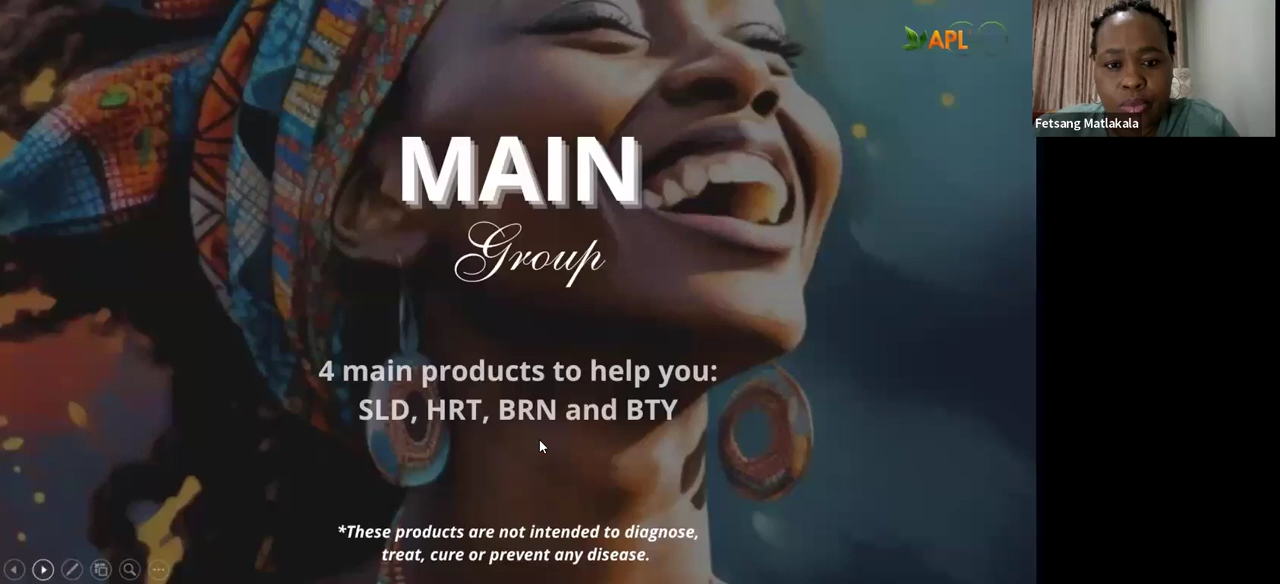 APL
Fetsang Matlakala
MAIN
Group
4 main products to help you:
SLD, HRT, BRN and BTY
*These products are not intended to diagnose,
treat, cure or prevent any disease.